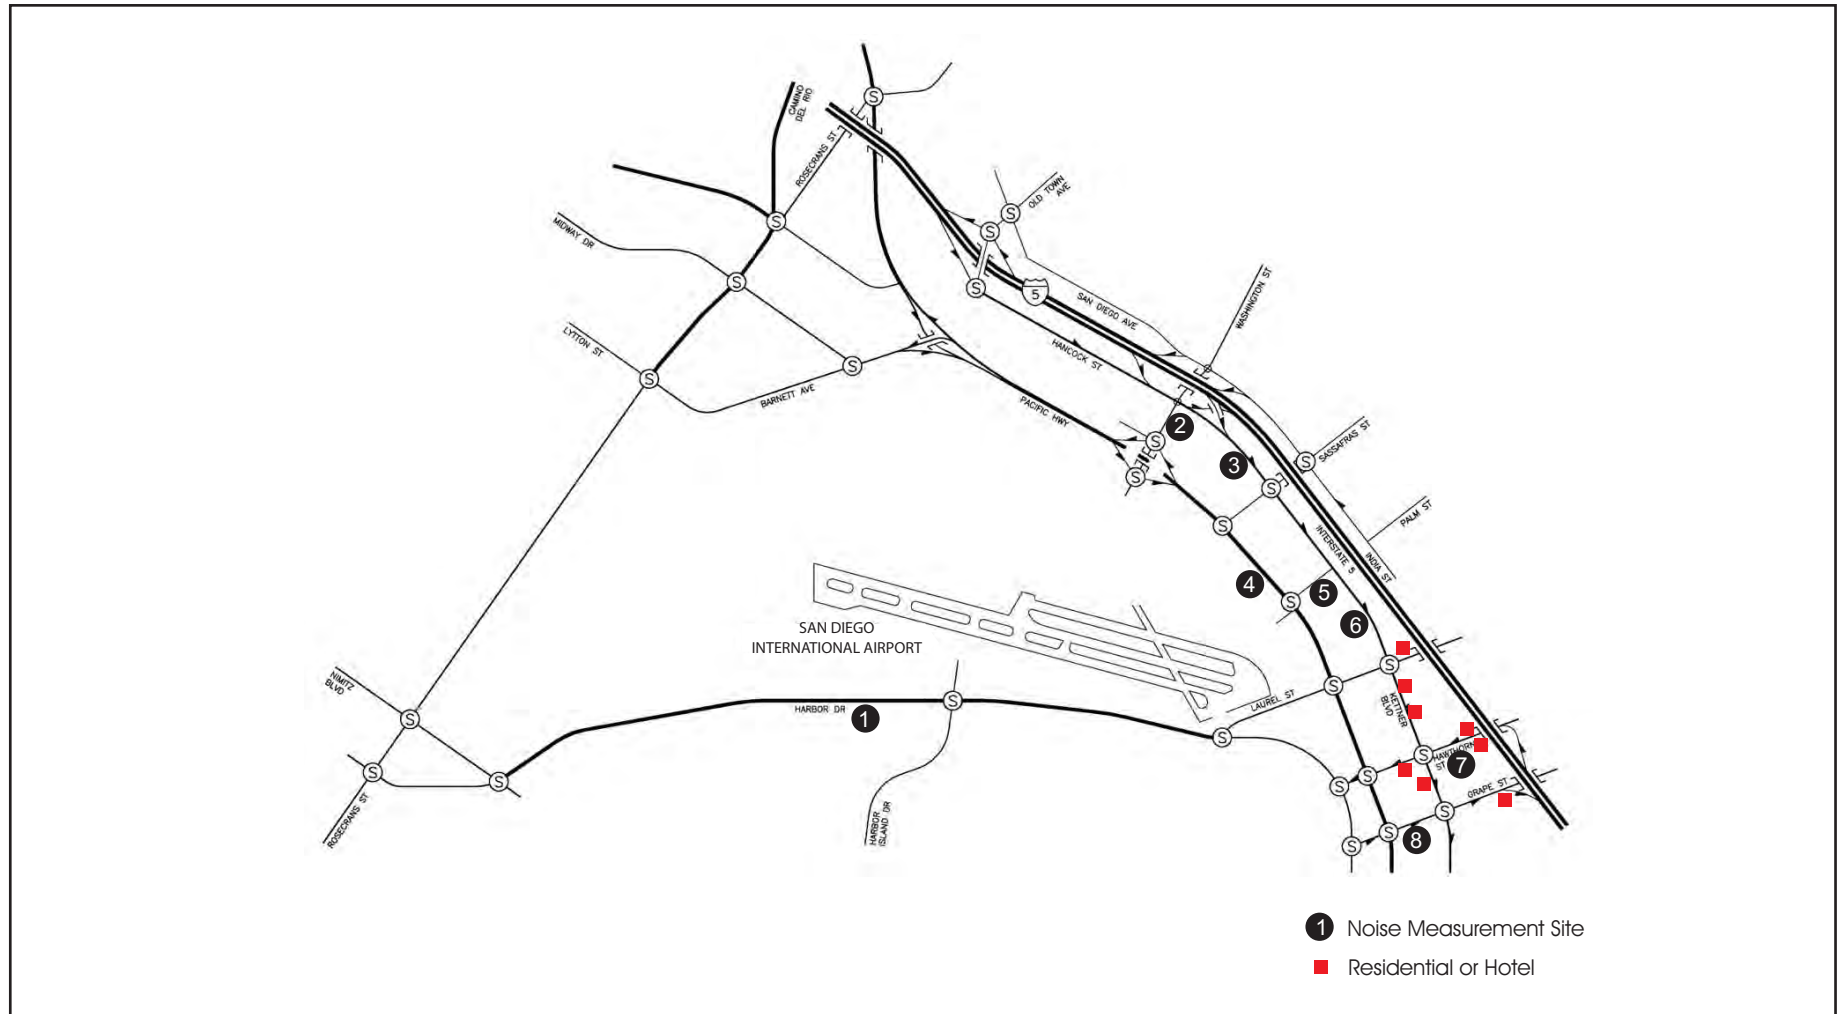 CAMINO
DEL RIO
S
ROSECRANS ST
OLD TOWN
AVE
S
S
S
MIDWAY DR
S
S
5
SAN DIEGO AVE
WASHINGTON ST
LYTTON ST
HANCOCK ST
S
S
BARNETT AVE
PACIFIC HWY
2
S
SASSAFRAS ST
S
3
S
S
S
PALM ST
S
INTERSTATE 5
INDIA ST
4
5
S
6
SAN DIEGO
INTERNATIONAL AIRPORT
S
S
NIMITZ
BLVD
LAUREL ST
KETTNER
BLVD
HARBOR DR
1
S
S
S
S
HAWTHORN
ST
7
S
S
S
S
GRAPE ST
S
ROSECRANS ST
HARBOR
ISLAND DR
S
S
8
S
1 Noise Measurement Site
Residential or Hotel